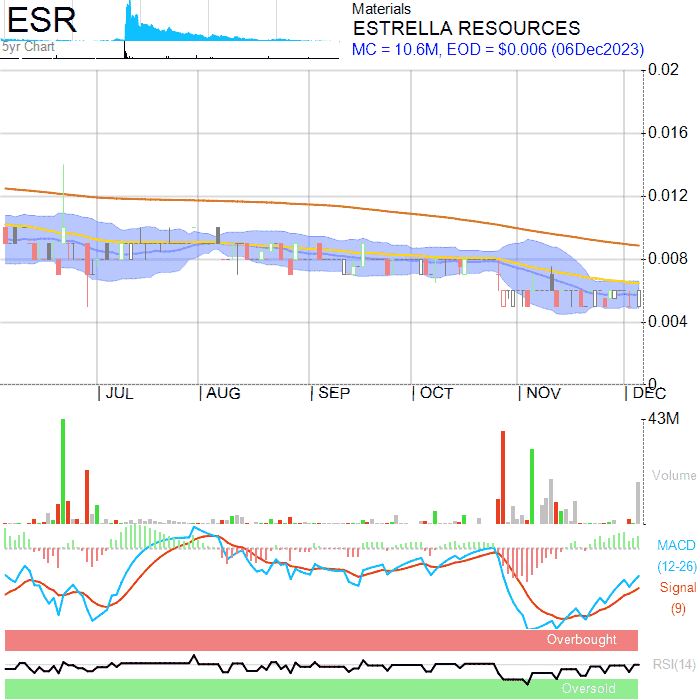 ESR
5yr Chart
Materials
ESTRELLA RESOURCES
MC = 10.6M, EOD = $0.006 (06Dec2023)
0.02
0.016
0.012
0.008
0.004
0
JUL AUG SEP OCT NOV DEC
43M
Volume
MACD
(12-26)
Signal
(9)
Overbought
RSI(14)
Oversold